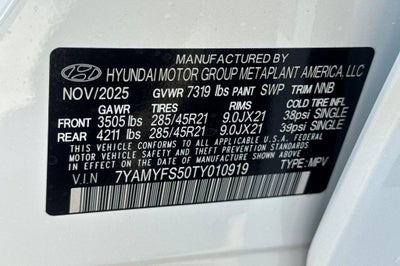 MANUFACTURED BY
HYUNDAI MOTOR GROUP METAPLANT AMERICA, LLC
NOV/2025 GVWR 7319 lbs PAINT SWP TRIM NNB
GAWR TIRES RIMS COLD TIRE INFL
FRONT 3505 lbs 285/45R21 9.0JX21 38PSI SINGLE
REAR 4211 lbs 285/45R21 9.0JX21 39PSI SINGLE
THIS VEHICLE CONFORMS TO ALL APPLICABLE FEDERAL
MOTOR VEHICLE SAFETY STANDARDS IN EFFECT ON THE
DATE OF MANUFACTURE SHOWN ABOVE.
V.I.N 7YAMYFS50TY010919 TYPE: MPV